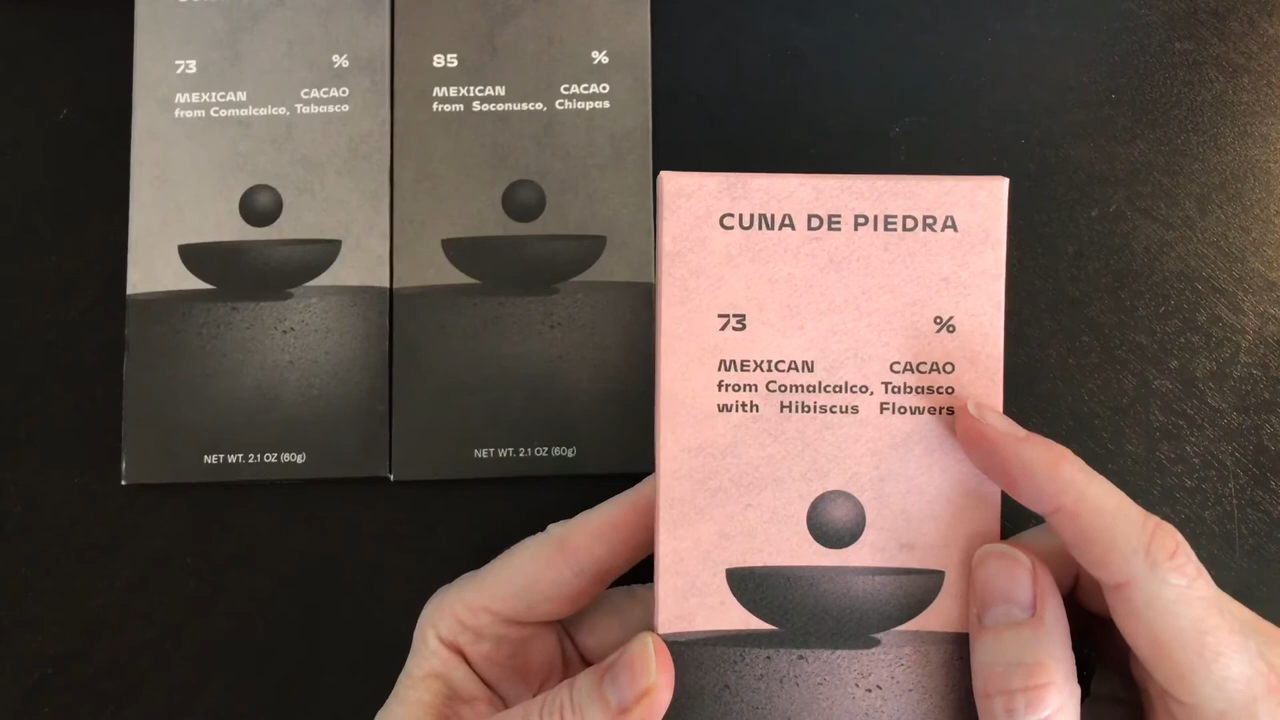 73 %
MEXICAN CACAO
from Comalcalco, Tabasco
NET WT. 2.1 OZ (60g)
85 %
MEXICAN CACAO
from Soconusco, Chiapas
NET WT. 2.1 OZ (60g)
CUNA DE PIEDRA
73 %
MEXICAN CACAO
from Comalcalco, Tabasco
with Hibiscus Flowers